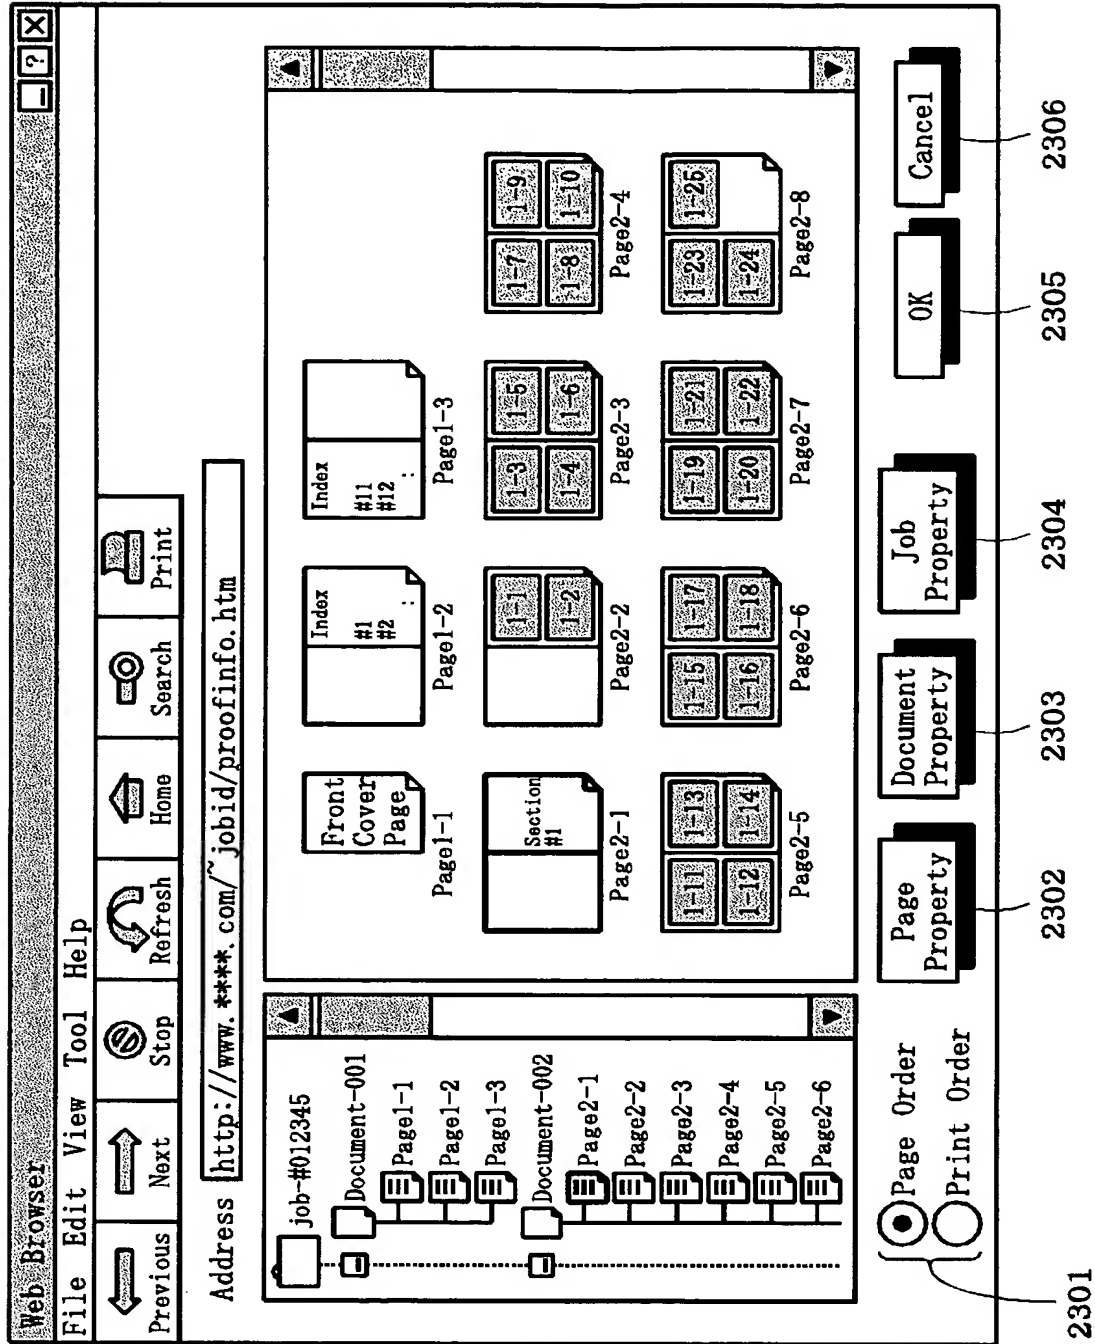 Web Browser
_ ? X
File Edit View Tool Help
Previous Next Stop Refresh Home Search Print
Address http://www.****.com/~jobid/proofinfo.htm
job-#012345
Document-001
Page1-1
Page1-2
Page1-3
Document-002
Page2-1
Page2-2
Page2-3
Page2-4
Page2-5
Page2-6
Front
Cover
Page
Page1-1
Index
#1
#2
:
Page1-2
Index
#11
#12
:
Page1-3
Section
#1
Page2-1
1-1
1-2
Page2-2
1-3 1-5
1-4 1-6
Page2-3
1-7 1-9
1-8 1-10
Page2-4
1-11 1-13
1-12 1-14
Page2-5
1-15 1-17
1-16 1-18
Page2-6
1-19 1-21
1-20 1-22
Page2-7
1-23 1-25
1-24
Page2-8
Page Order
Print Order
Page
Property
Document
Property
Job
Property
OK
Cancel
2301
2302
2303
2304
2305
2306